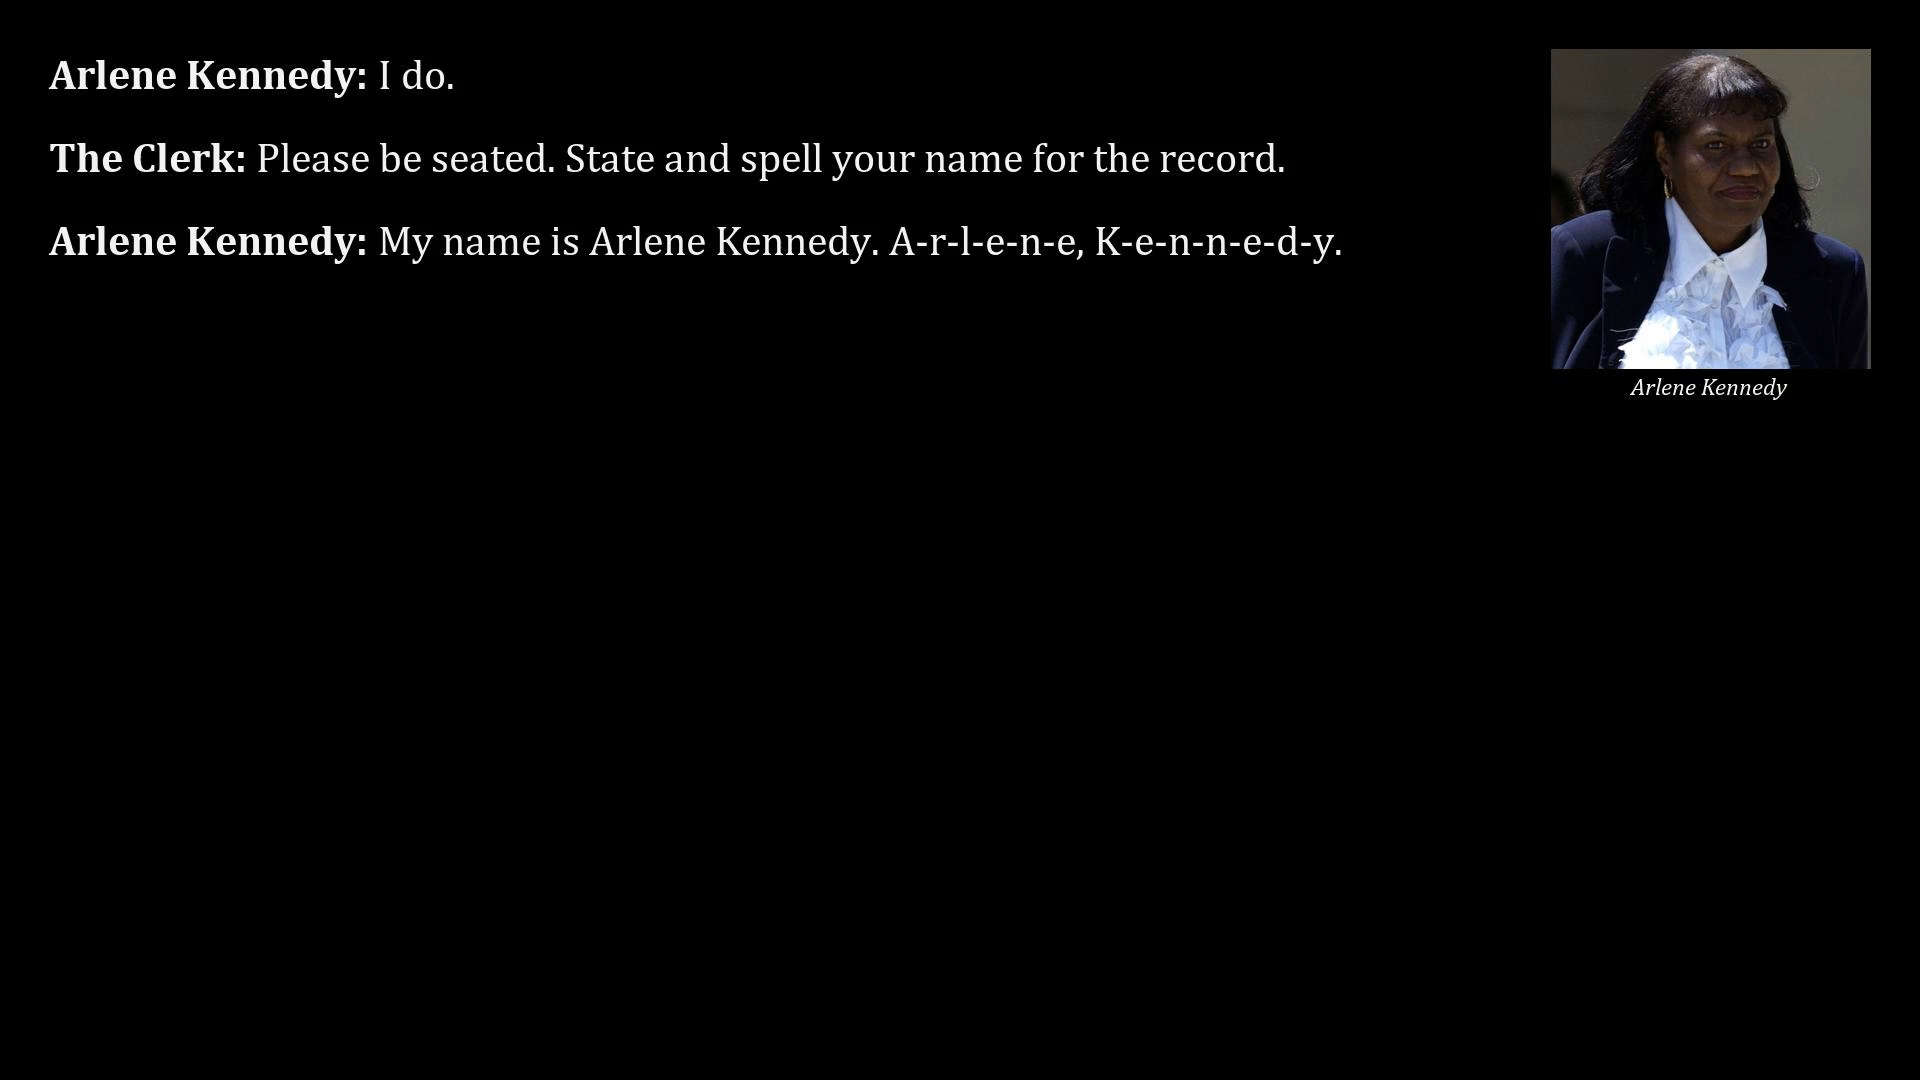 Arlene Kennedy: I do.
The Clerk: Please be seated. State and spell your name for the record.
Arlene Kennedy: My name is Arlene Kennedy. A-r-l-e-n-e, K-e-n-n-e-d-y.
Arlene Kennedy